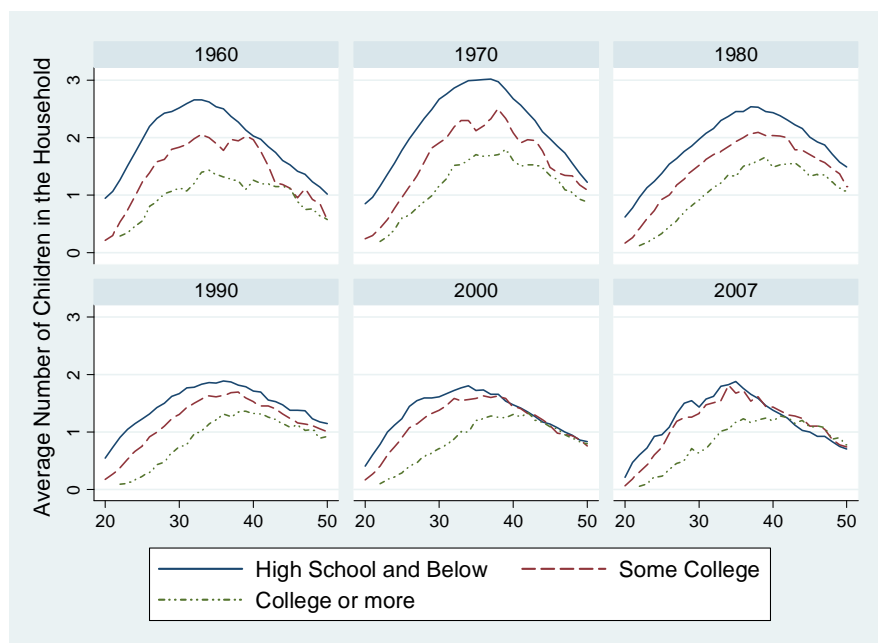 Average Number of Children in the Household
1960 1970 1980
3
2
1
0
1990 2000 2007
3
2
1
0
20 30 40 50 20 30 40 50 20 30 40 50
High School and Below Some College
College or more